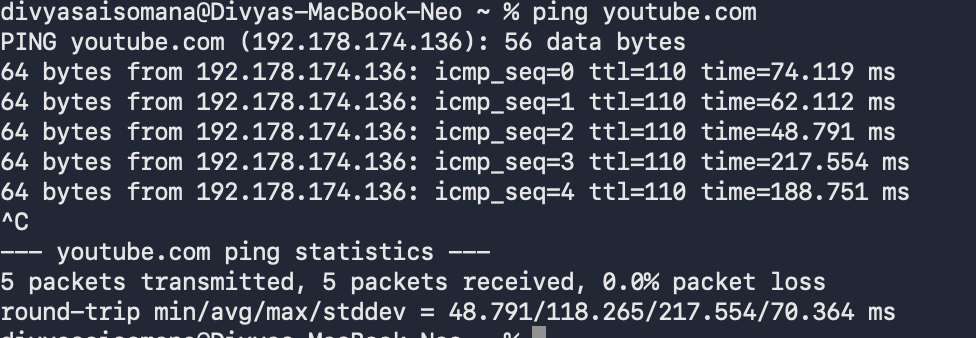 divyasaisomana@Divyas-MacBook-Neo ~ % ping youtube.com
PING youtube.com (192.178.174.136): 56 data bytes
64 bytes from 192.178.174.136: icmp_seq=0 ttl=110 time=74.119 ms
64 bytes from 192.178.174.136: icmp_seq=1 ttl=110 time=62.112 ms
64 bytes from 192.178.174.136: icmp_seq=2 ttl=110 time=48.791 ms
64 bytes from 192.178.174.136: icmp_seq=3 ttl=110 time=217.554 ms
64 bytes from 192.178.174.136: icmp_seq=4 ttl=110 time=188.751 ms
^C
--- youtube.com ping statistics ---
5 packets transmitted, 5 packets received, 0.0% packet loss
round-trip min/avg/max/stddev = 48.791/118.265/217.554/70.364 ms
divyasaisomana@Divyas-MacBook-Neo ~ %